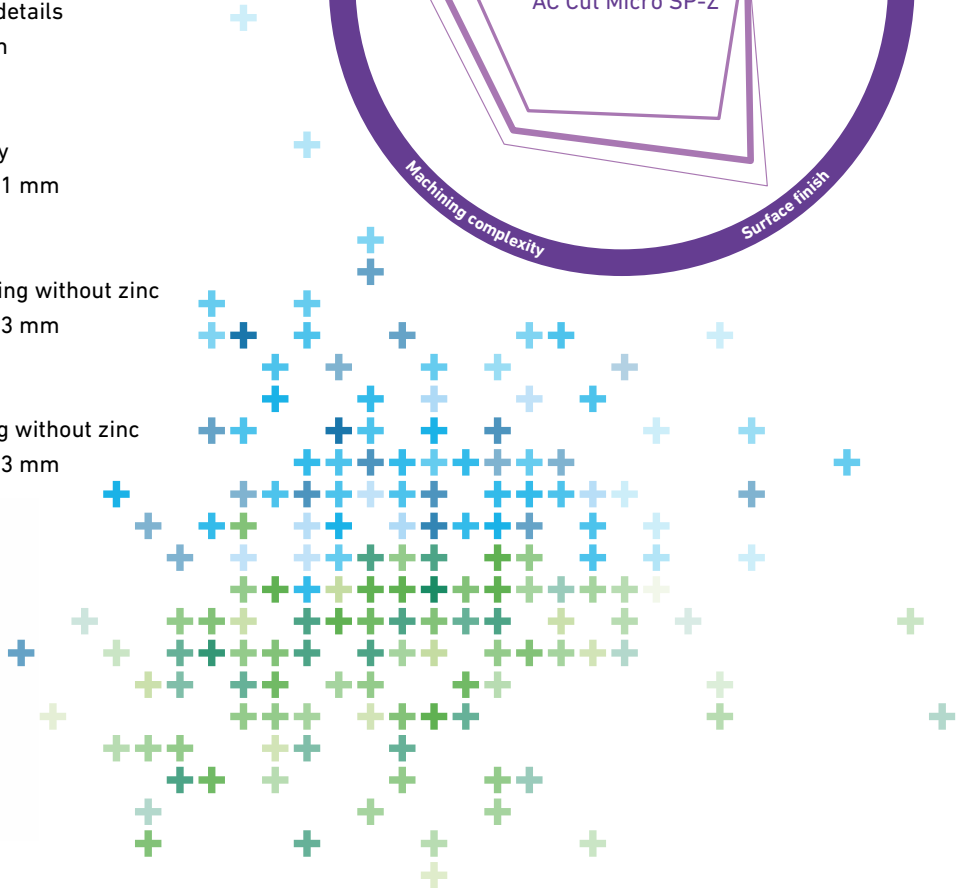 details
AC Cut Micro SP-Z
1 mm
ing without zinc
3 mm
g without zinc
3 mm
Machining complexity
Surface finish